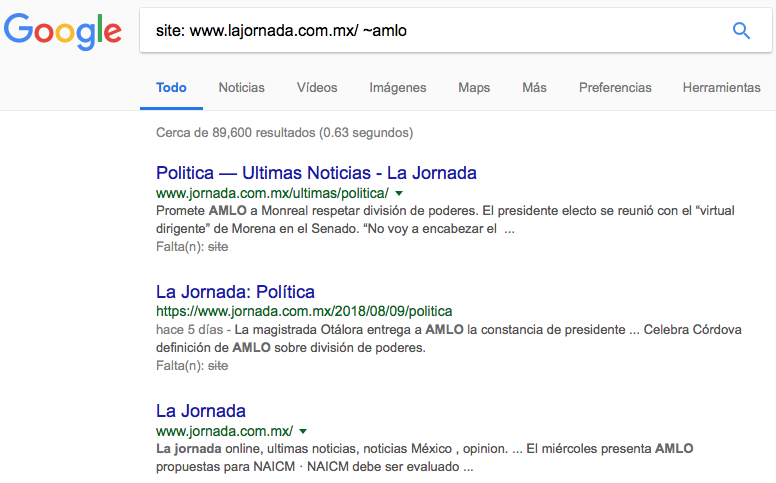 Google
site: www.lajornada.com.mx/ ~amlo
Todo Noticias Vídeos Imágenes Maps Más Preferencias Herramientas
Cerca de 89,600 resultados (0.63 segundos)
Politica — Ultimas Noticias - La Jornada
www.jornada.com.mx/ultimas/politica/
Promete AMLO a Monreal respetar división de poderes. El presidente electo se reunió con el “virtual
dirigente” de Morena en el Senado. “No voy a encabezar el ...
Falta(n): site
La Jornada: Política
https://www.jornada.com.mx/2018/08/09/politica
hace 5 días - La magistrada Otálora entrega a AMLO la constancia de presidente ... Celebra Córdova
definición de AMLO sobre división de poderes.
Falta(n): site
La Jornada
www.jornada.com.mx/
La jornada online, ultimas noticias, noticias México , opinion. ... El miércoles presenta AMLO
propuestas para NAICM · NAICM debe ser evaluado ...